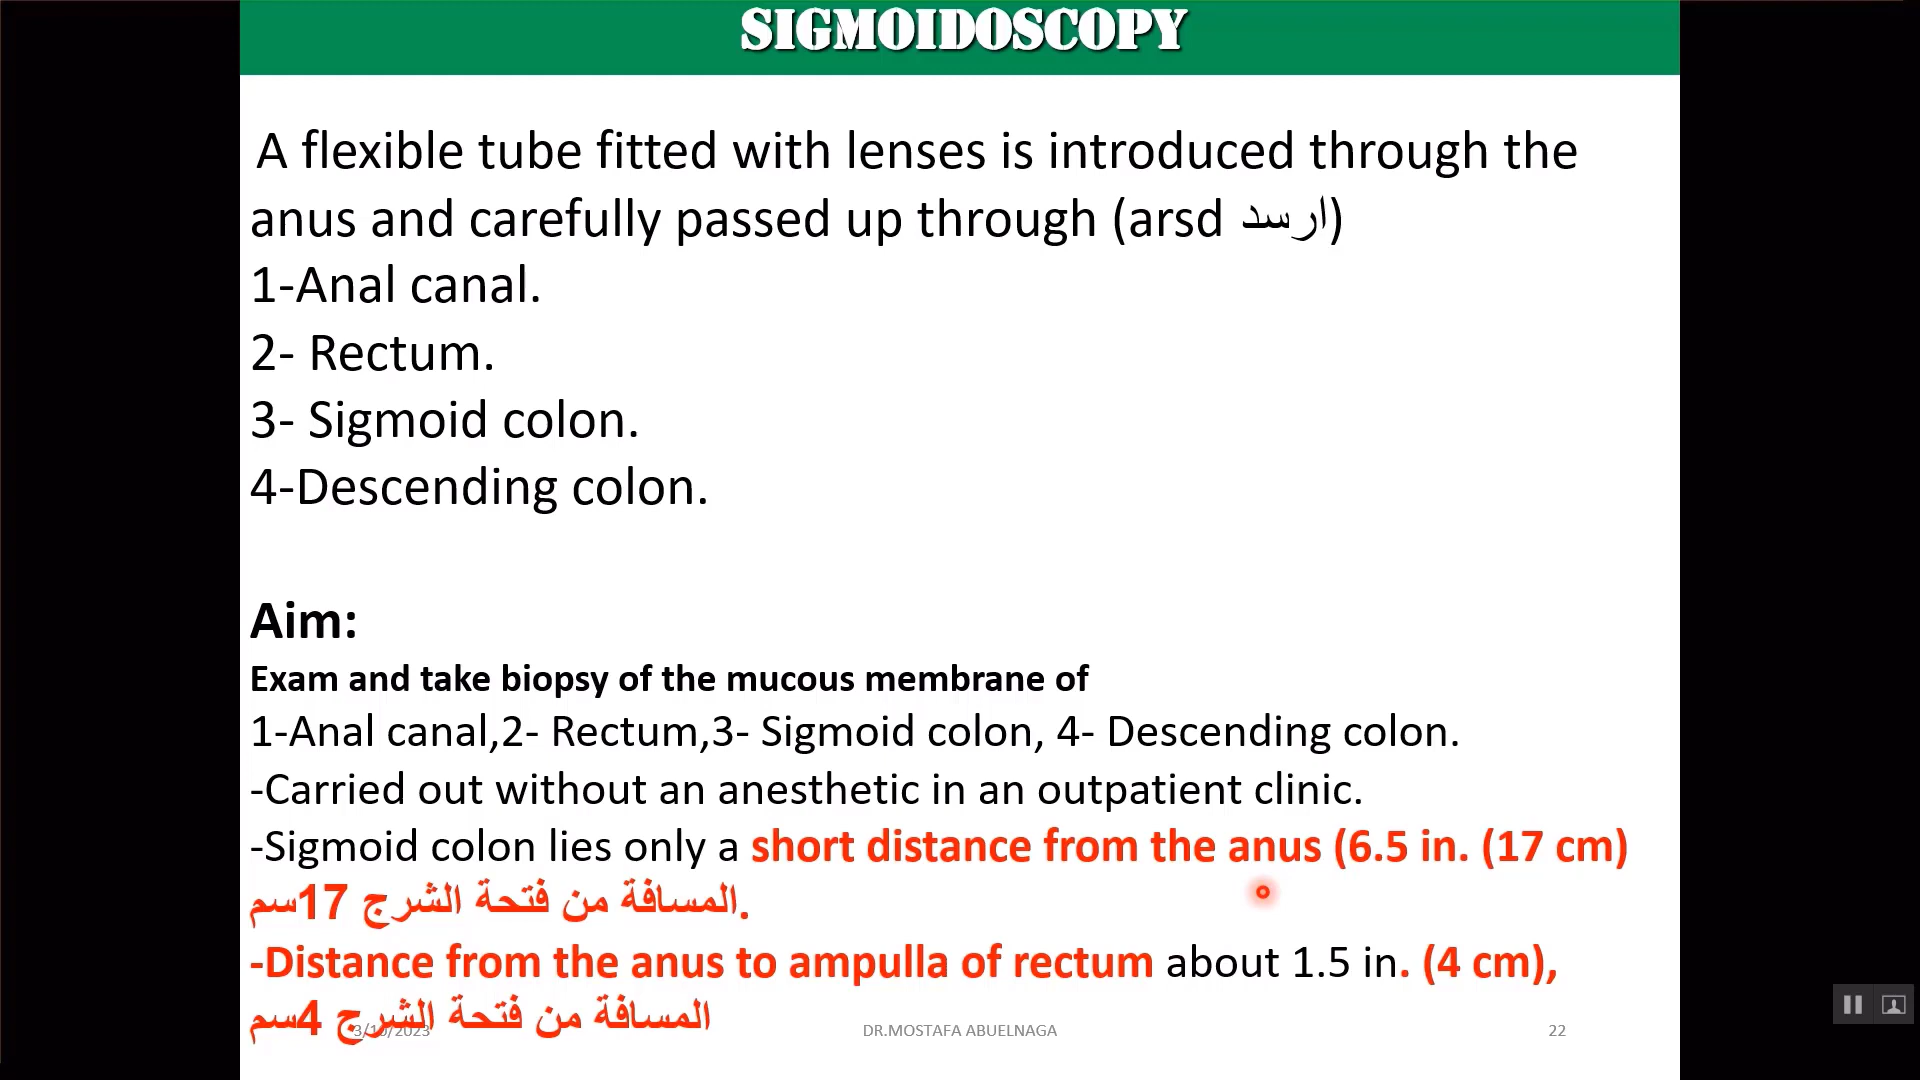 SIGMOIDOSCOPY
A flexible tube fitted with lenses is introduced through the
anus and carefully passed up through (arsd ارسد)
1-Anal canal.
2- Rectum.
3- Sigmoid colon.
4-Descending colon.
Aim:
Exam and take biopsy of the mucous membrane of
1-Anal canal,2- Rectum,3- Sigmoid colon, 4- Descending colon.
-Carried out without an anesthetic in an outpatient clinic.
-Sigmoid colon lies only a short distance from the anus (6.5 in. (17 cm)
المسافة من فتحة الشرج 17سم.
-Distance from the anus to ampulla of rectum about 1.5 in. (4 cm),
المسافة من فتحة الشرج 4سم
3/10/2023 DR.MOSTAFA ABUELNAGA 22